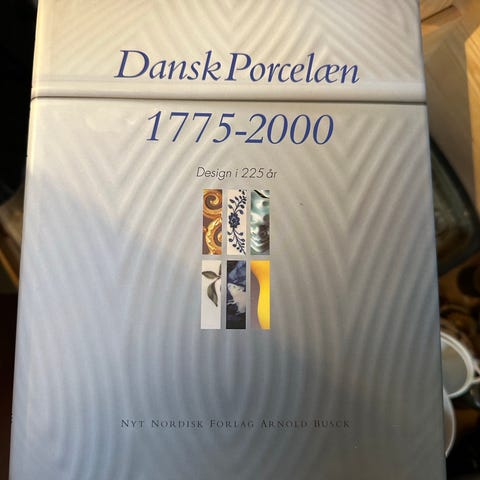 Dansk Porcelæn
1775-2000
Design i 225 år
NYT NORDISK FORLAG ARNOLD BUSCK